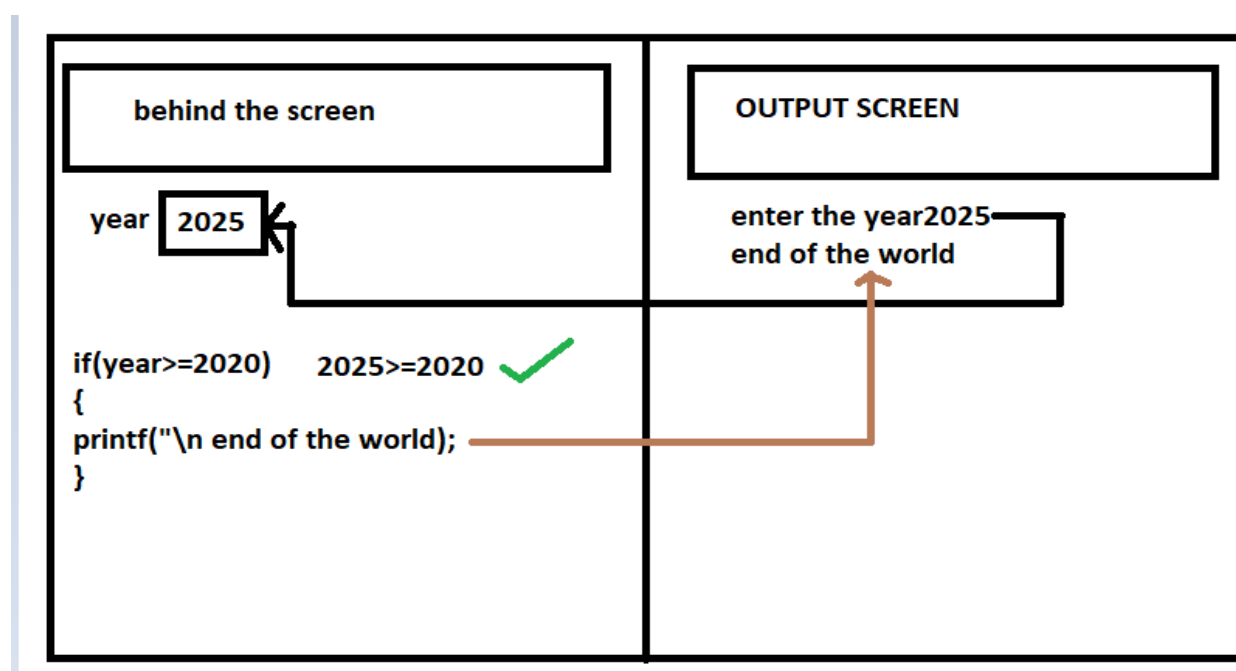 behind the screen
OUTPUT SCREEN
year 2025
enter the year2025
end of the world
if(year>=2020) 2025>=2020
{
printf("\n end of the world);
}